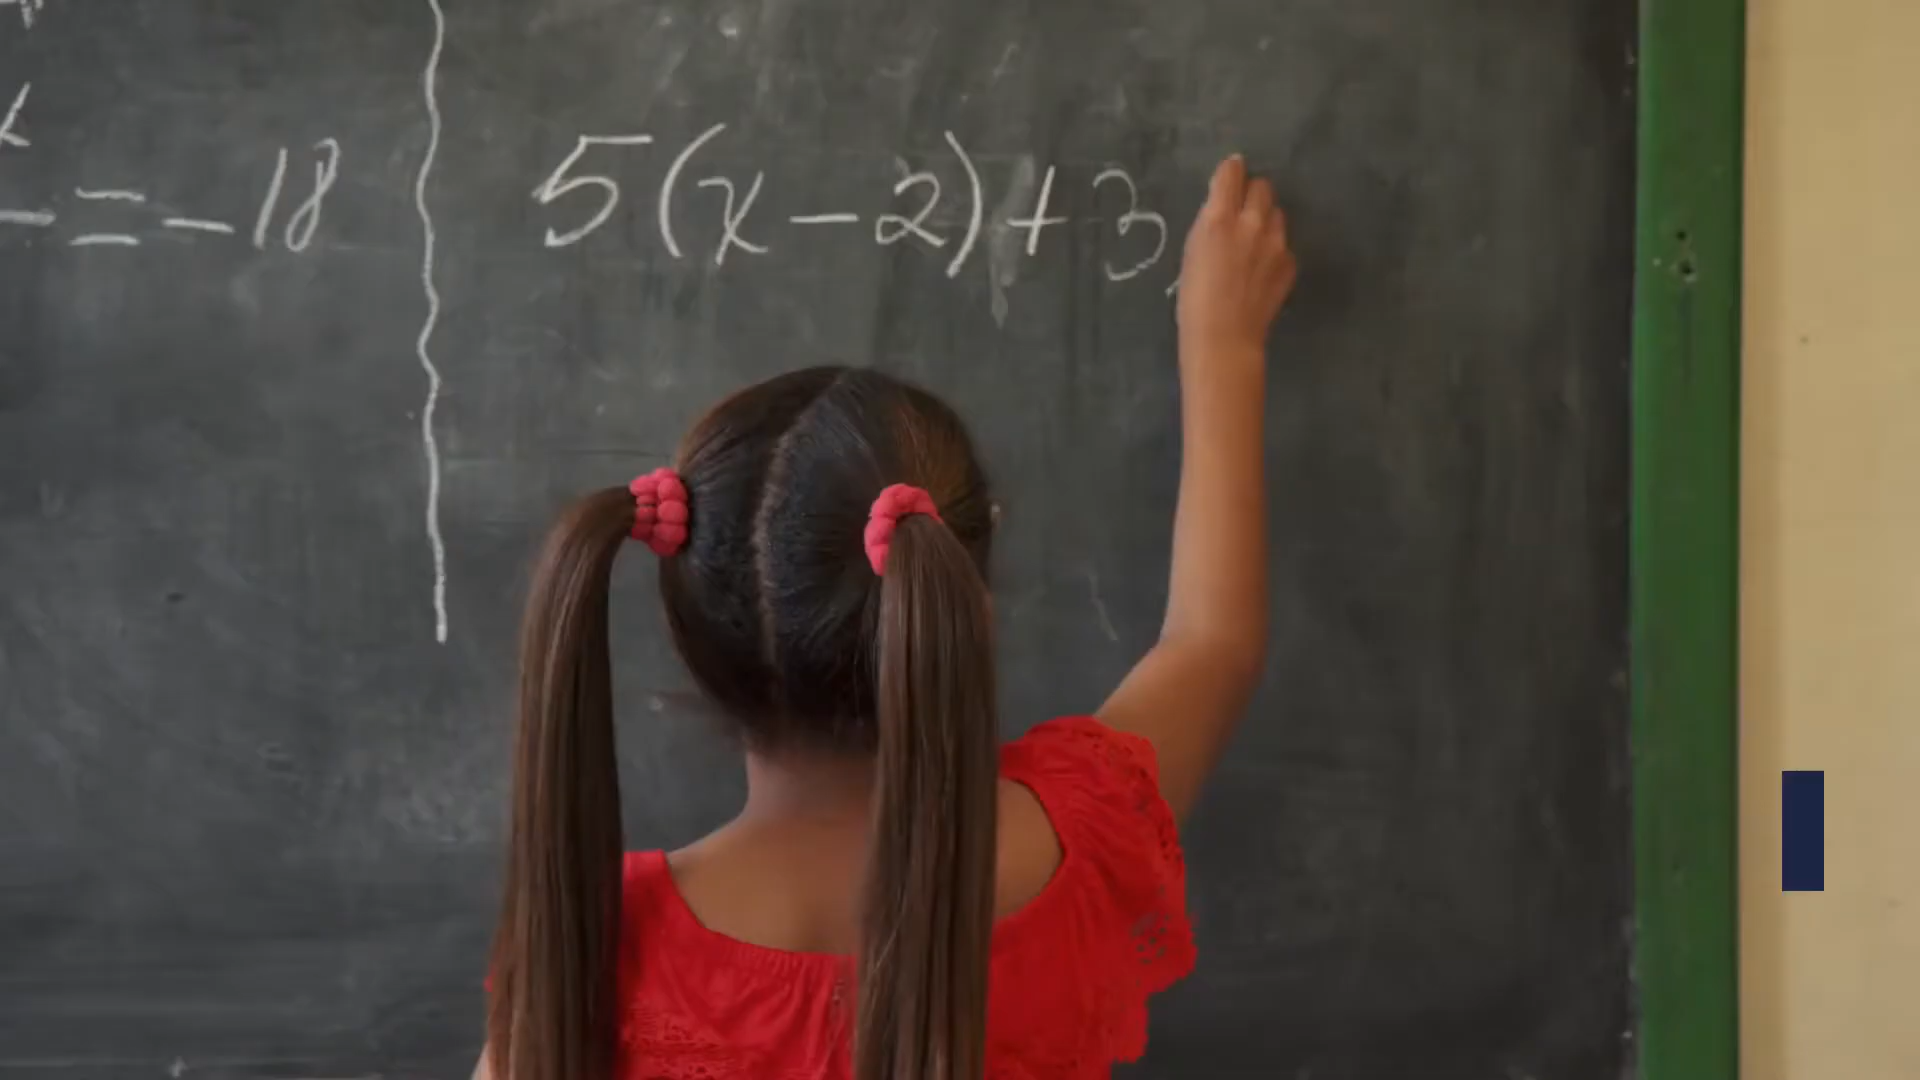 = -18
5(x-2)+3